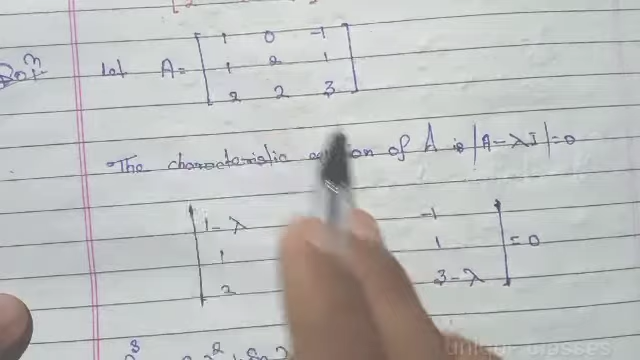 Sol^n Let A = [ 1 0 -1
1 2 1
2 2 3 ]
The characteristic of A is |A - λI| = 0
| 1-λ -1
1 1
2 3-λ | = 0